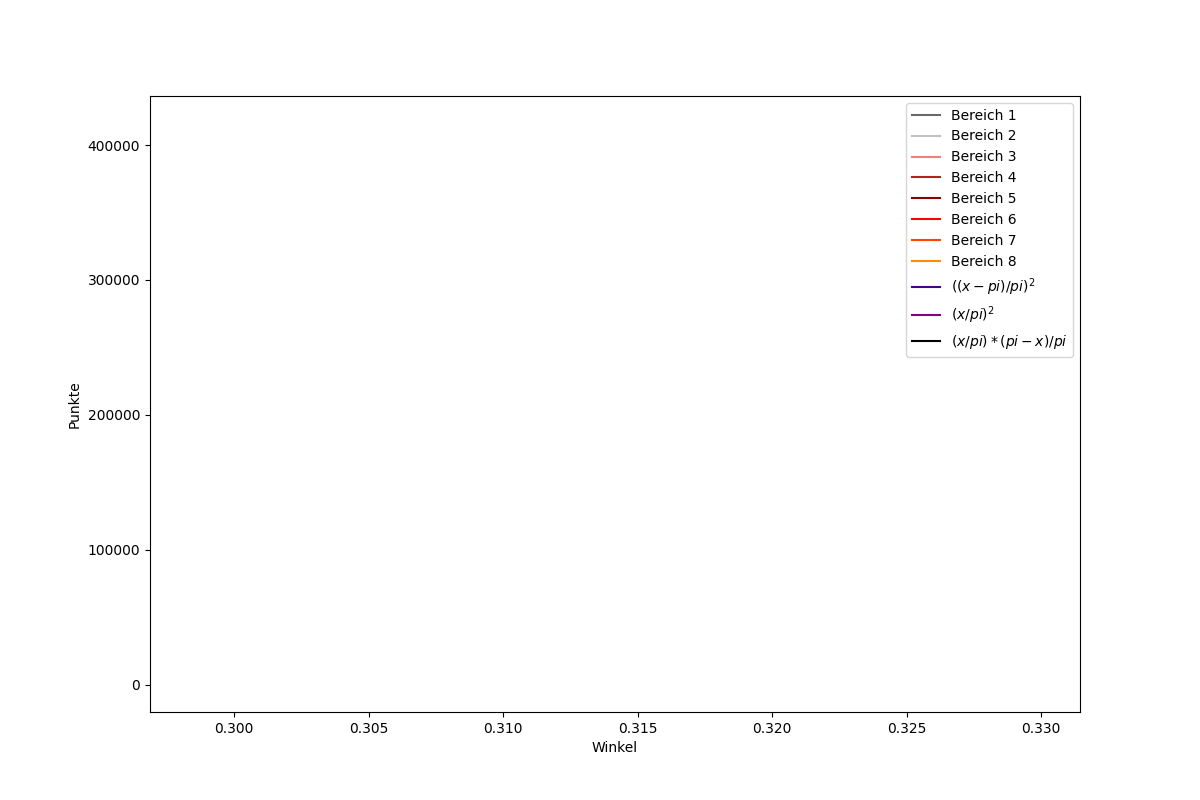 400000
300000
200000
100000
0
Punkte
0.300 0.305 0.310 0.315 0.320 0.325 0.330
Winkel
Bereich 1
Bereich 2
Bereich 3
Bereich 4
Bereich 5
Bereich 6
Bereich 7
Bereich 8
((x − pi)/pi)²
(x/pi)²
(x/pi) * (pi − x)/pi